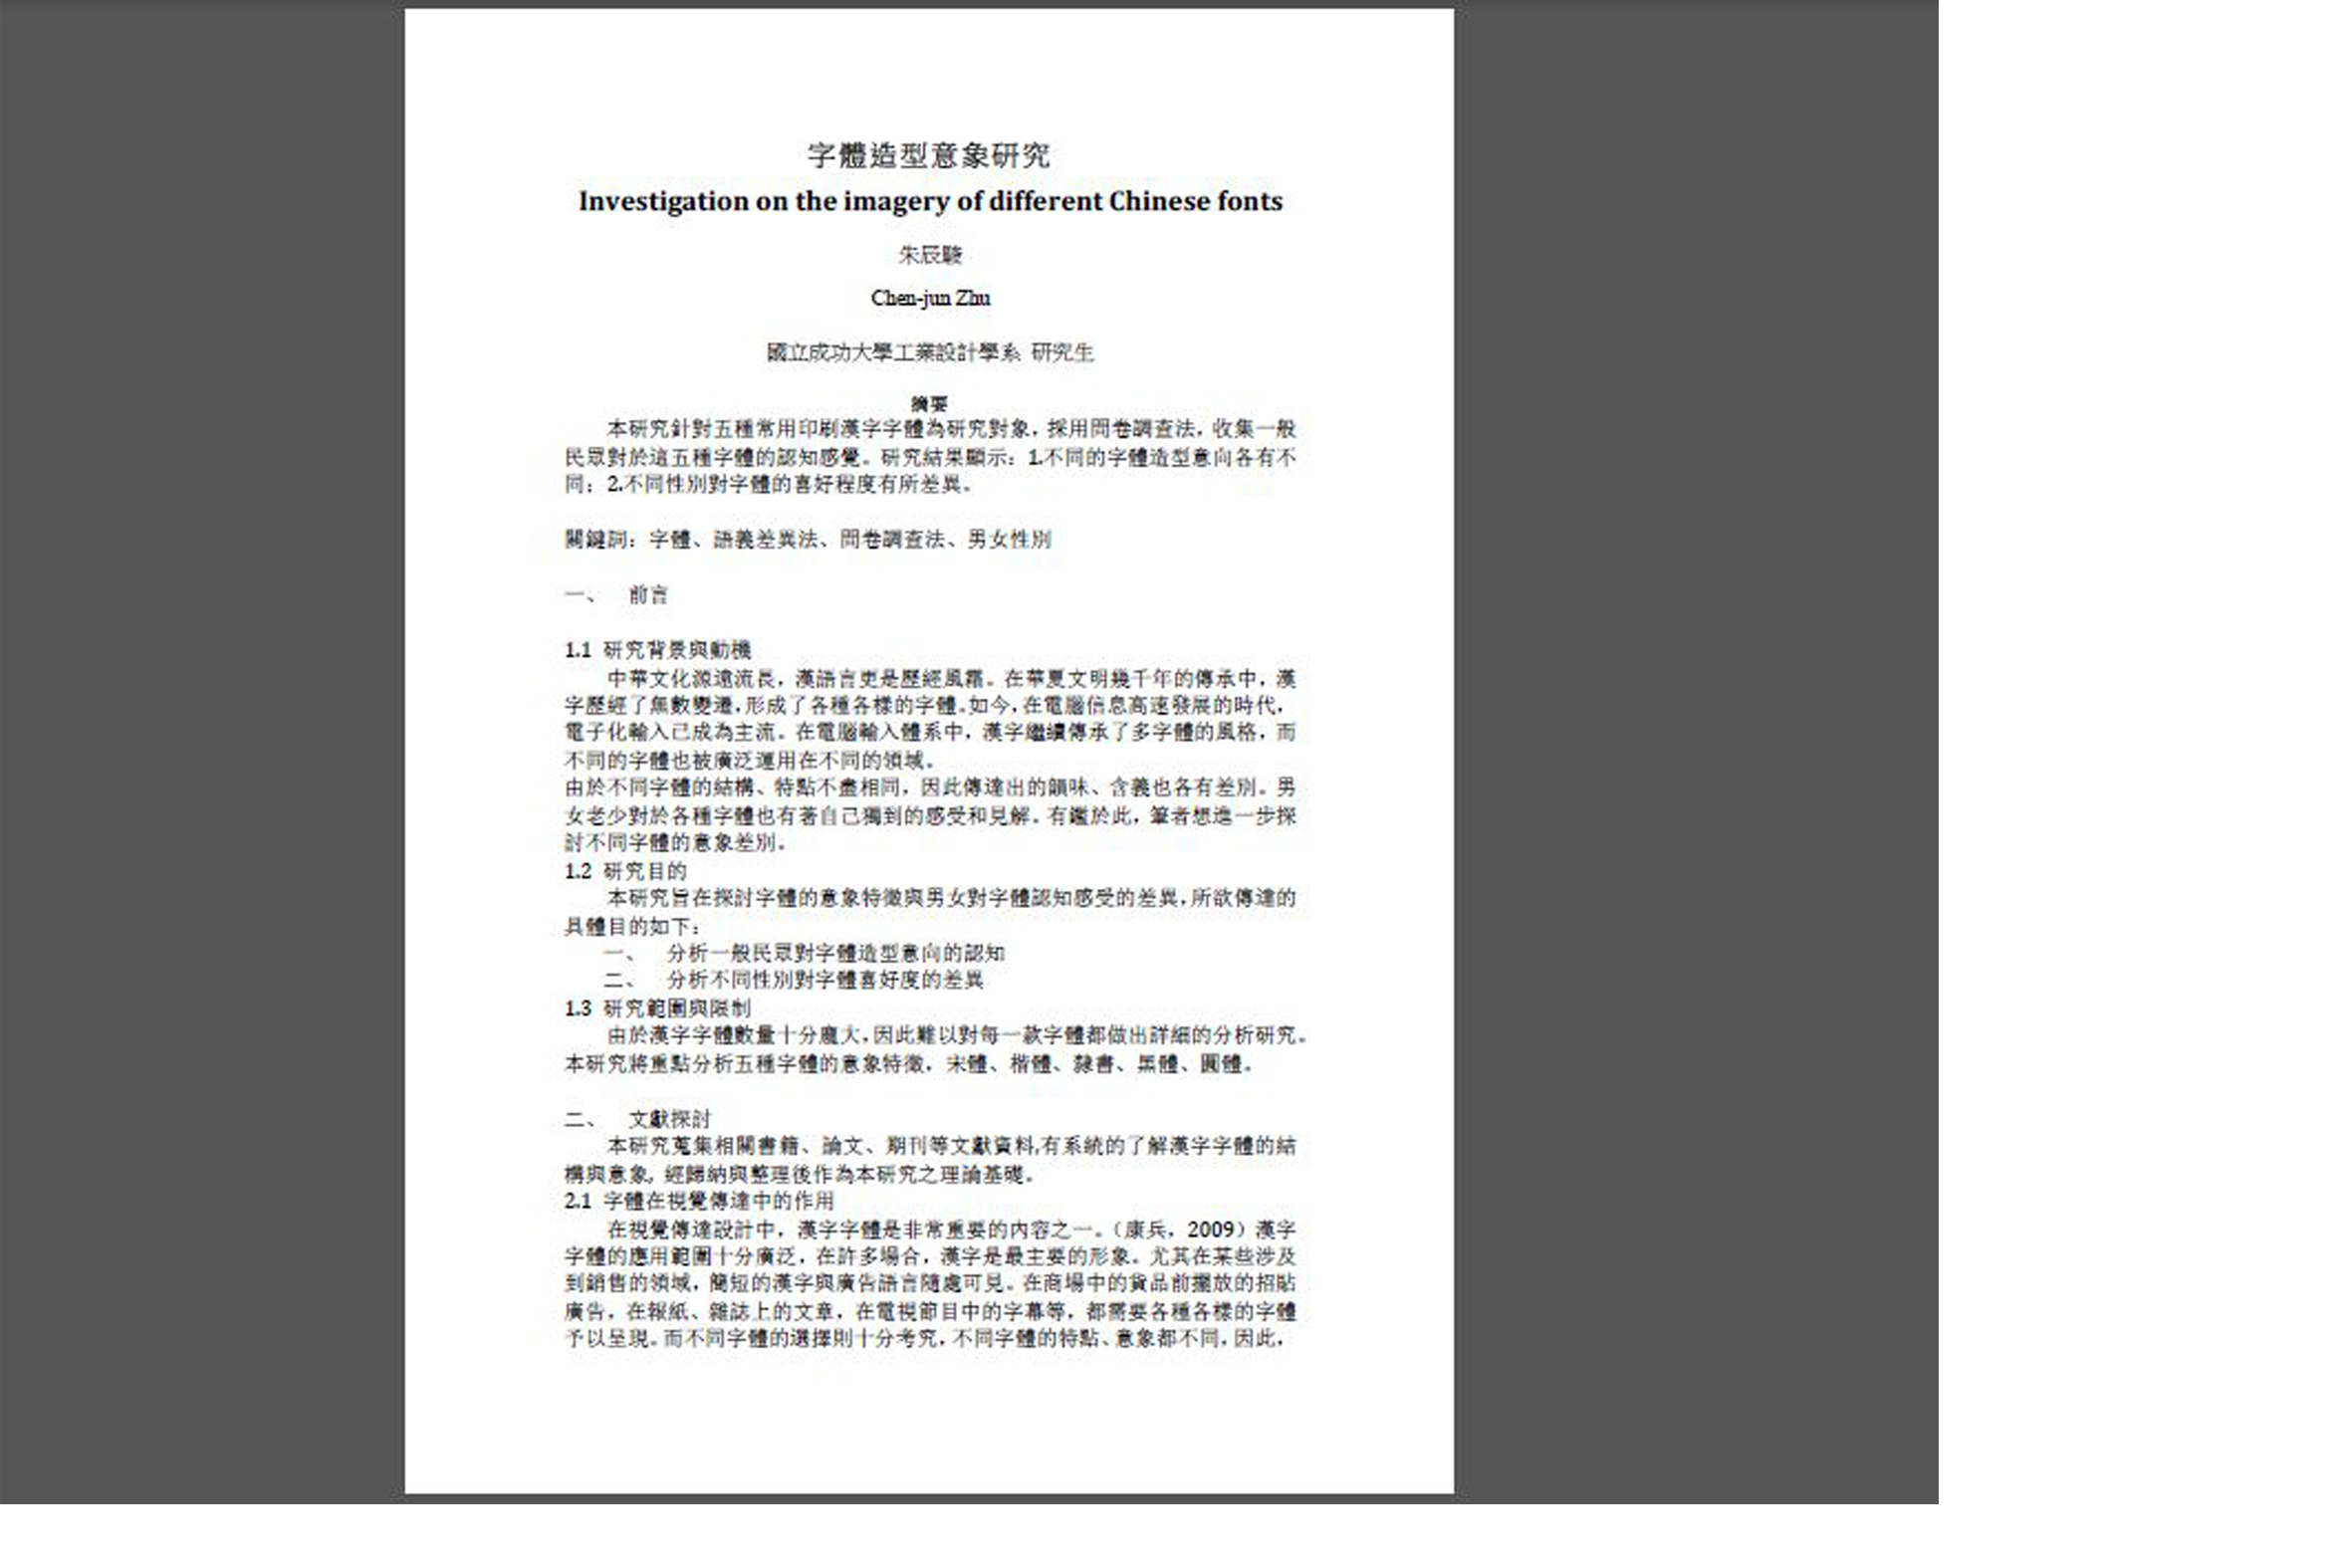 字體造型意象研究
Investigation on the imagery of different Chinese fonts
朱辰駿
Chen-jun Zhu
國立成功大學工業設計學系 研究生
摘要
本研究針對五種常用印刷漢字字體為研究對象，採用問卷調查法，收集一般
民眾對於這五種字體的認知感覺。研究結果顯示：1.不同的字體造型意向各有不
同；2.不同性別對字體的喜好程度有所差異。
關鍵詞：字體、語義差異法、問卷調查法、男女性別
一、 前言
1.1 研究背景與動機
中華文化源遠流長，漢語言更是歷經風霜。在華夏文明幾千年的傳承中，漢
字歷經了無數變遷，形成了各種各樣的字體。如今，在電腦信息高速發展的時代，
電子化輸入已成為主流。在電腦輸入體系中，漢字繼續傳承了多字體的風格，而
不同的字體也被廣泛運用在不同的領域。
由於不同字體的結構、特點不盡相同，因此傳達出的韻味、含義也各有差別。男
女老少對於各種字體也有著自己獨到的感受和見解。有鑑於此，筆者想進一步探
討不同字體的意象差別。
1.2 研究目的
本研究旨在探討字體的意象特徵與男女對字體認知感受的差異，所欲傳達的
具體目的如下：
一、 分析一般民眾對字體造型意向的認知
二、 分析不同性別對字體喜好度的差異
1.3 研究範圍與限制
由於漢字字體數量十分龐大，因此難以對每一款字體都做出詳細的分析研究。
本研究將重點分析五種字體的意象特徵，宋體、楷體、隸書、黑體、圓體。
二、 文獻探討
本研究蒐集相關書籍、論文、期刊等文獻資料,有系統的了解漢字字體的結
構與意象, 經歸納與整理後作為本研究之理論基礎。
2.1 字體在視覺傳達中的作用
在視覺傳達設計中，漢字字體是非常重要的內容之一。（康兵，2009）漢字
字體的應用範圍十分廣泛，在許多場合，漢字是最主要的形象。尤其在某些涉及
到銷售的領域，簡短的漢字與廣告語言隨處可見。在商場中的貨品前擺放的招貼
廣告，在報紙、雜誌上的文章，在電視節目中的字幕等，都需要各種各樣的字體
予以呈現。而不同字體的選擇則十分考究，不同字體的特點、意象都不同，因此，